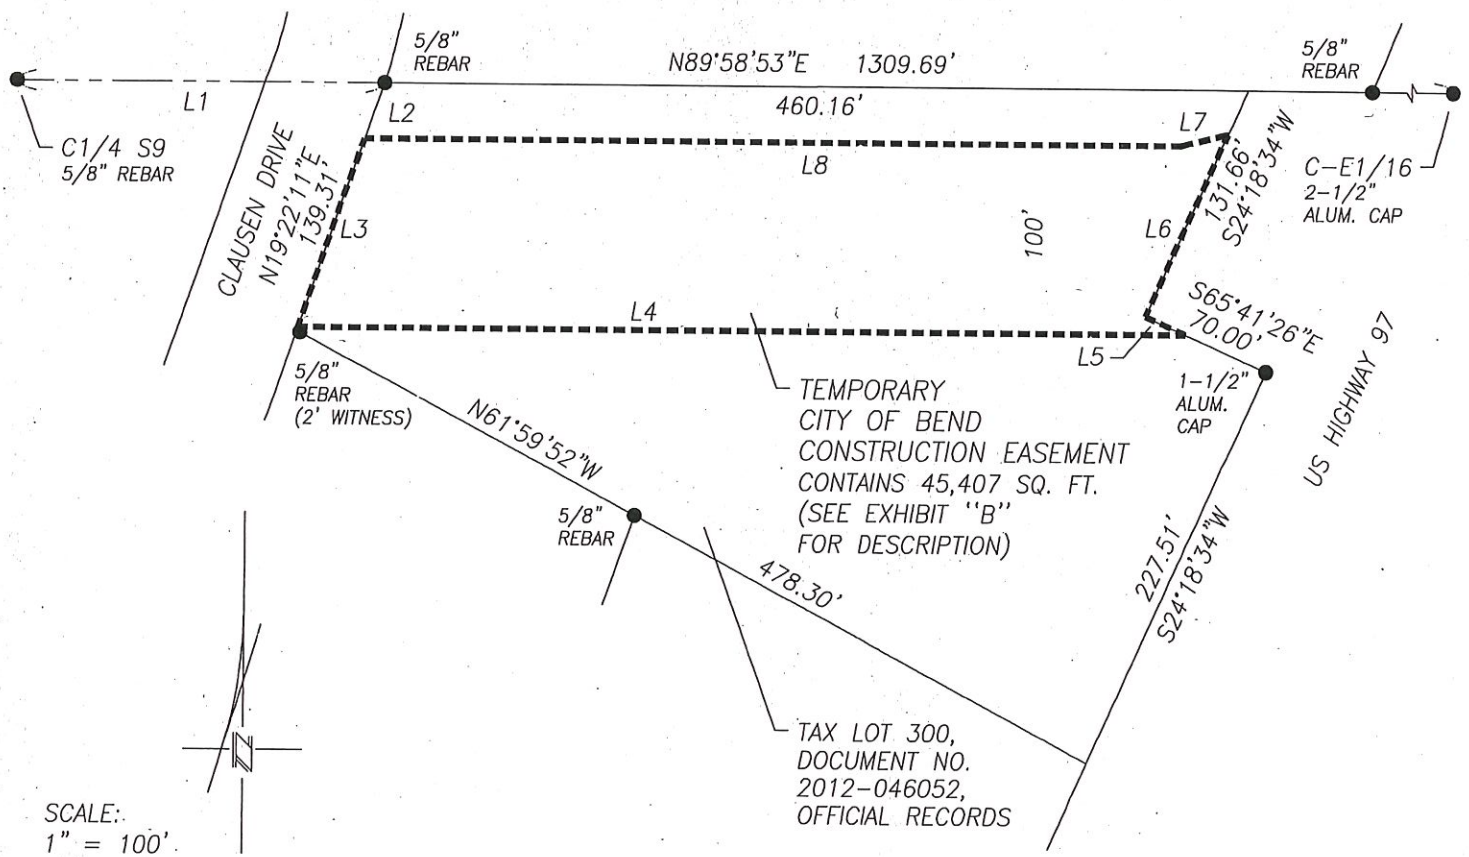 5/8"
REBAR
N89°58'53"E 1309.69'
5/8"
REBAR
L1
L2
460.16'
L7
C1/4 S9
5/8" REBAR
CLAUSEN DRIVE
N19°22'11"E,
139.31'
L3
L8
100'
L6
131.66'
S24°18'34"W
C-E1/16
2-1/2"
ALUM. CAP
L4
L5
S65°41'26"E
70.00'
5/8"
REBAR
(2' WITNESS)
1-1/2"
ALUM.
CAP
US HIGHWAY 97
N61°59'52"W
TEMPORARY
CITY OF BEND
CONSTRUCTION EASEMENT
CONTAINS 45,407 SQ. FT.
(SEE EXHIBIT "B"
FOR DESCRIPTION)
5/8"
REBAR
478.30'
227.51'
S24°18'34"W
TAX LOT 300,
DOCUMENT NO.
2012-046052,
OFFICIAL RECORDS
N
SCALE:
1" = 100'